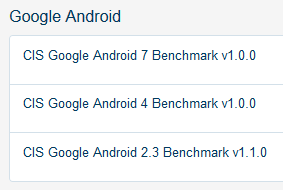 Google Android
CIS Google Android 7 Benchmark v1.0.0
CIS Google Android 4 Benchmark v1.0.0
CIS Google Android 2.3 Benchmark v1.1.0